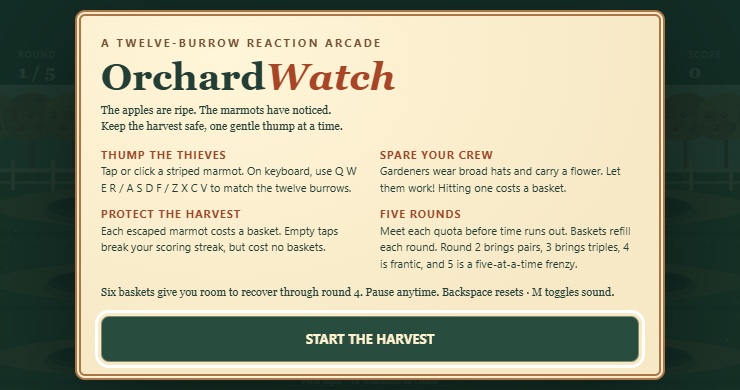 A TWELVE-BURROW REACTION ARCADE
OrchardWatch
The apples are ripe. The marmots have noticed.
Keep the harvest safe, one gentle thump at a time.
THUMP THE THIEVES
Tap or click a striped marmot. On keyboard, use Q W
E R / A S D F / Z X C V to match the twelve burrows.
SPARE YOUR CREW
Gardeners wear broad hats and carry a flower. Let
them work! Hitting one costs a basket.
PROTECT THE HARVEST
Each escaped marmot costs a basket. Empty taps
break your scoring streak, but cost no baskets.
FIVE ROUNDS
Meet each quota before time runs out. Baskets refill
each round. Round 2 brings pairs, 3 brings triples, 4
is frantic, and 5 is a five-at-a-time frenzy.
Six baskets give you room to recover through round 4. Pause anytime. Backspace resets · M toggles sound.
START THE HARVEST
ROUND
1 / 5
SCORE
0